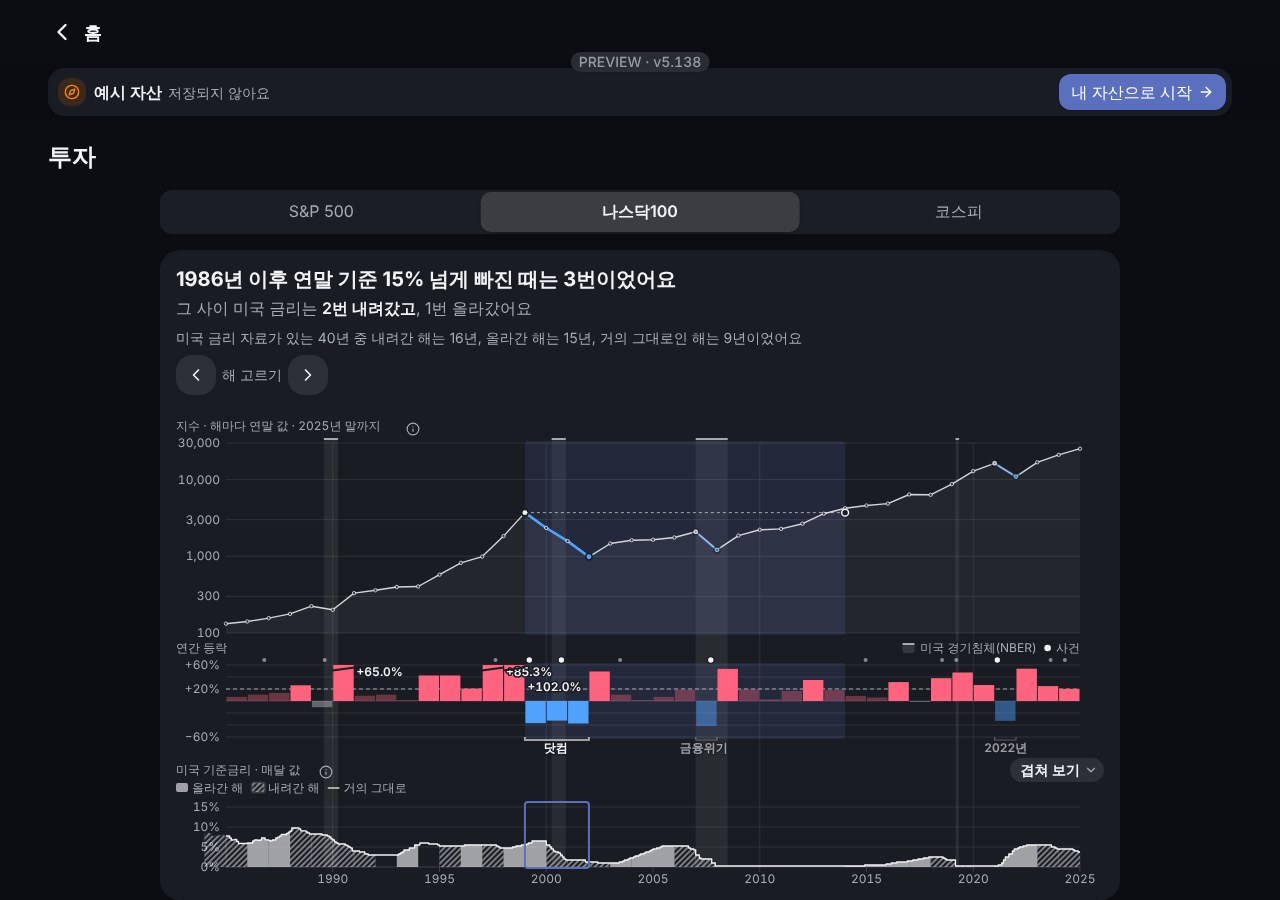 홈
PREVIEW · v5.138
예시 자산 저장되지 않아요
내 자산으로 시작 →
투자
S&P 500
나스닥100
코스피
1986년 이후 연말 기준 15% 넘게 빠진 때는 3번이었어요
그 사이 미국 금리는 2번 내려갔고, 1번 올라갔어요
미국 금리 자료가 있는 40년 중 내려간 해는 16년, 올라간 해는 15년, 거의 그대로인 해는 9년이었어요
해 고르기
지수 · 해마다 연말 값 · 2025년 말까지
30,000
10,000
3,000
1,000
300
100
연간 등락
미국 경기침체(NBER)
사건
+60%
+20%
−60%
+65.0%
+85.3%
+102.0%
닷컴
금융위기
2022년
미국 기준금리 · 매달 값
겹쳐 보기
올라간 해
내려간 해
거의 그대로
15%
10%
5%
0%
1990
1995
2000
2005
2010
2015
2020
2025